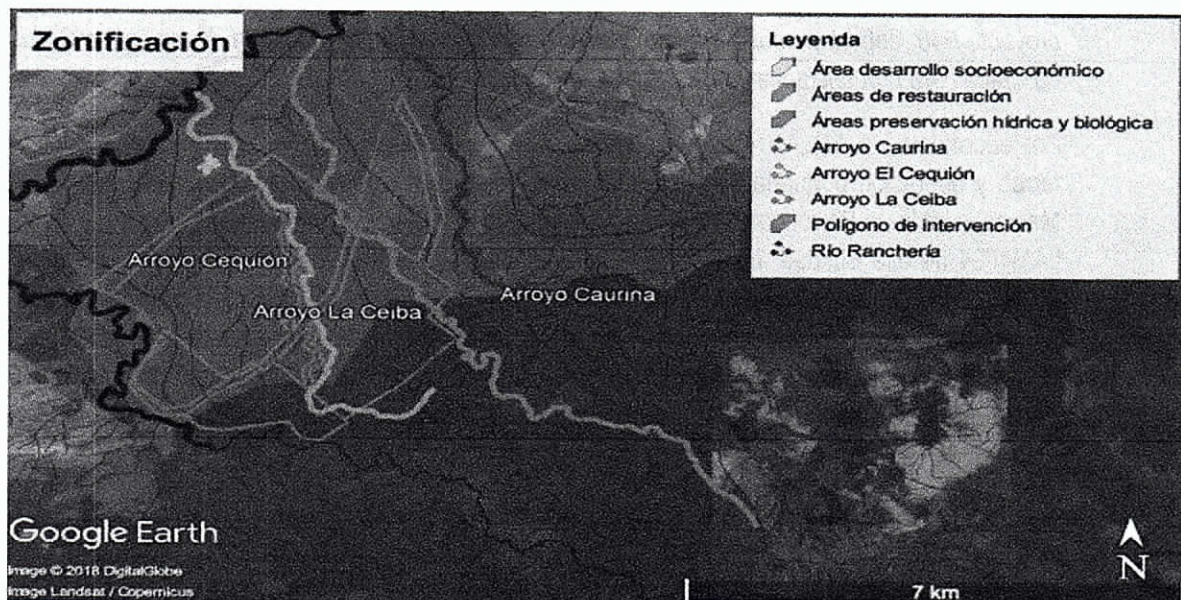 Zonificación
Leyenda
Área desarrollo socioeconómico
Áreas de restauración
Áreas preservación hídrica y biológica
Arroyo Caurina
Arroyo El Cequión
Arroyo La Ceiba
Polígono de intervención
Río Ranchería
Arroyo Cequión
Arroyo La Ceiba
Arroyo Caurina
Google Earth
Image © 2018 DigitalGlobe
Image Landsat / Copernicus
N
7 km